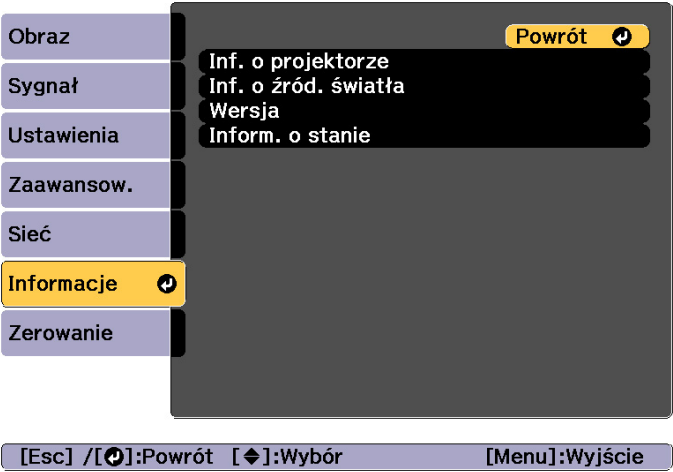 Obraz
Sygnał
Ustawienia
Zaawansow.
Sieć
Informacje
Zerowanie
Powrót
Inf. o projektorze
Inf. o źród. światła
Wersja
Inform. o stanie
[Esc] /[⏎]:Powrót [◆]:Wybór [Menu]:Wyjście